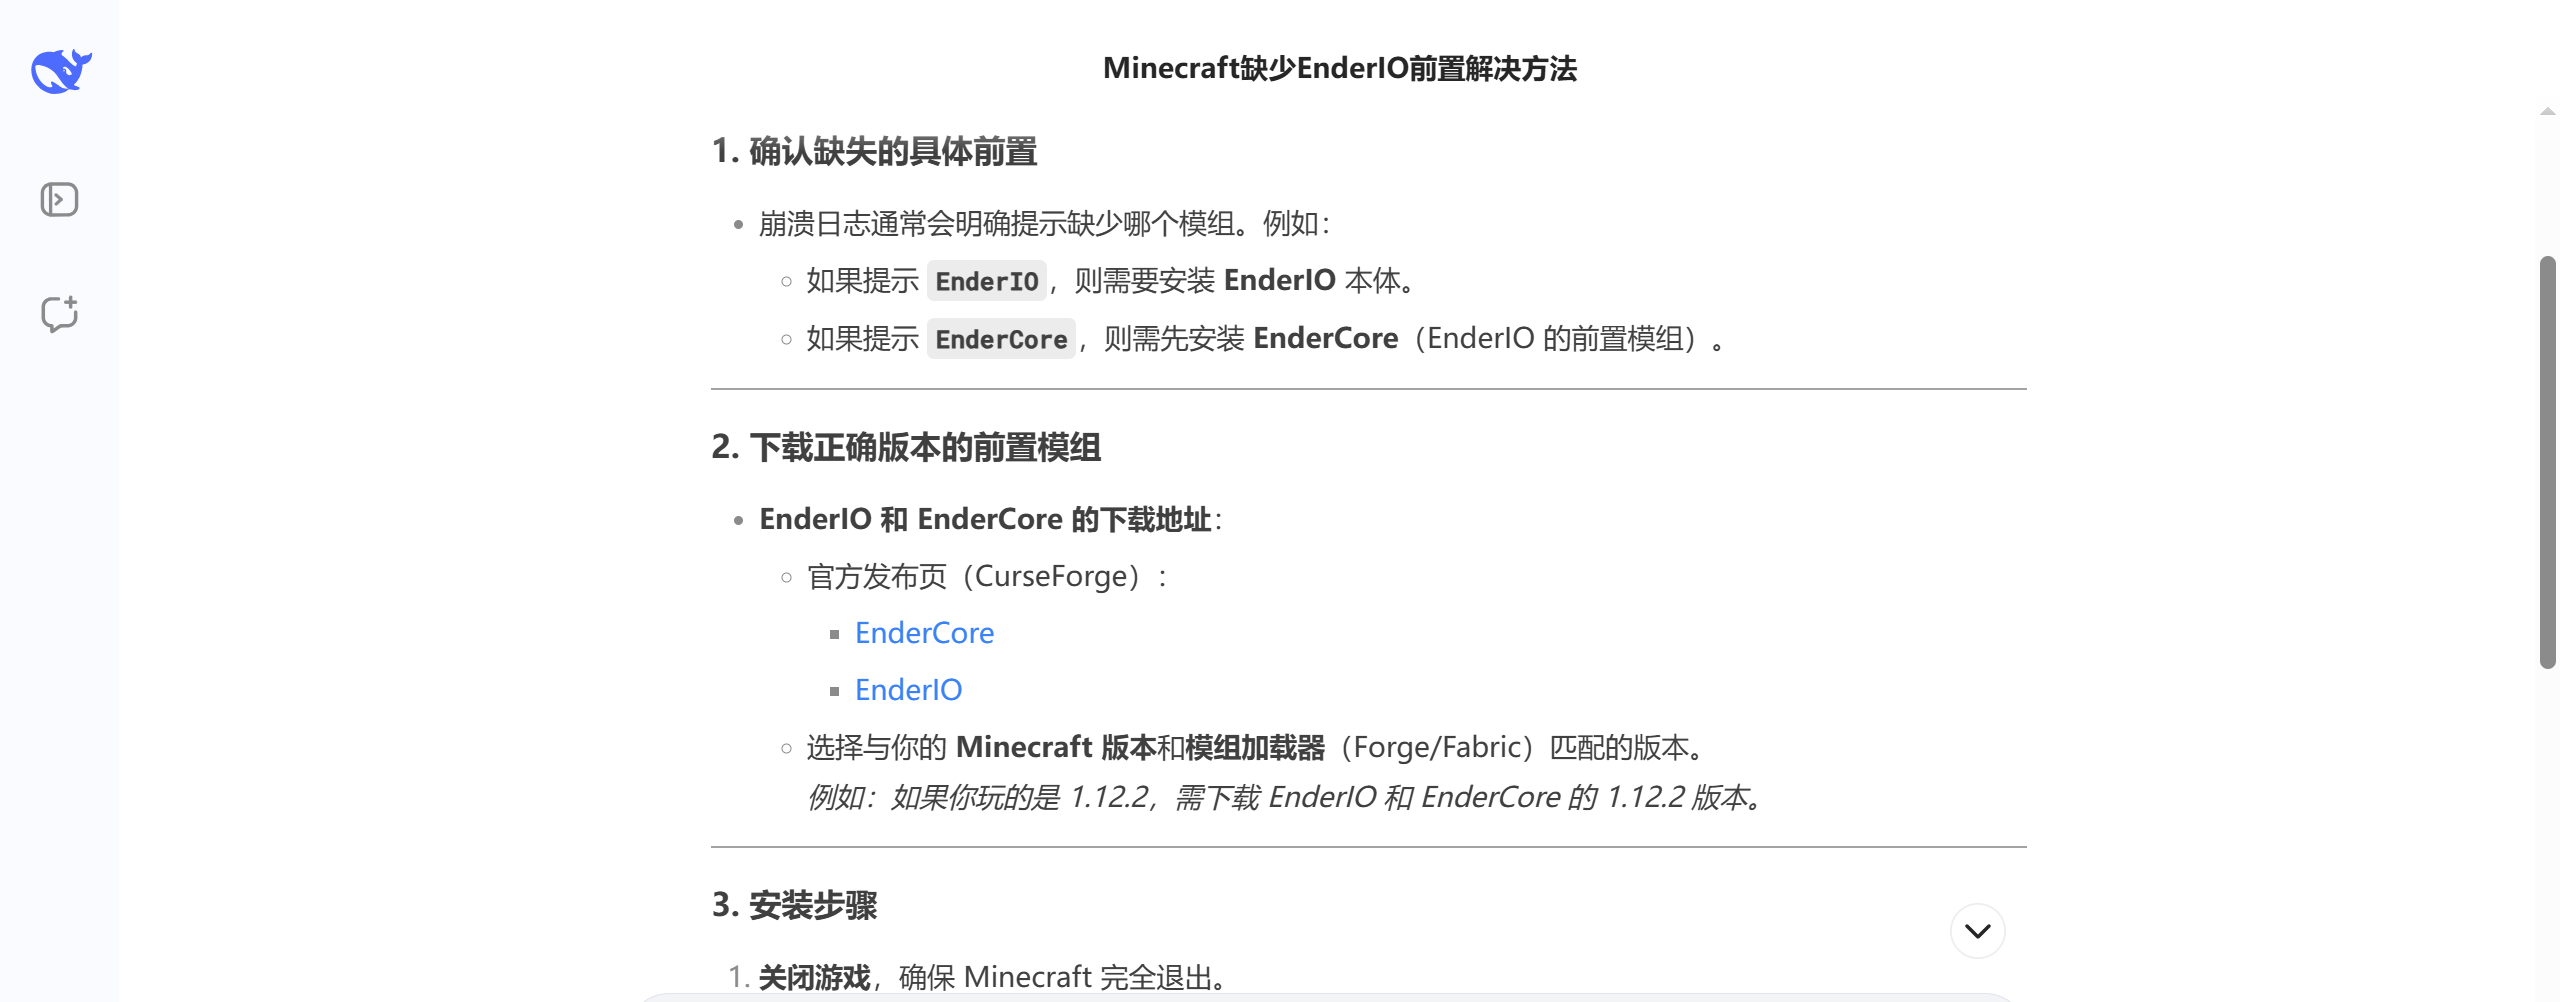 Minecraft缺少EnderIO前置解决方法
1. 确认缺失的具体前置
崩溃日志通常会明确提示缺少哪个模组。例如：
如果提示 EnderIO，则需要安装 EnderIO 本体。
如果提示 EnderCore，则需先安装 EnderCore（EnderIO 的前置模组）。
2. 下载正确版本的前置模组
EnderIO 和 EnderCore 的下载地址：
官方发布页（CurseForge）：
EnderCore
EnderIO
选择与你的 Minecraft 版本和模组加载器（Forge/Fabric）匹配的版本。
例如：如果你玩的是 1.12.2，需下载 EnderIO 和 EnderCore 的 1.12.2 版本。
3. 安装步骤
1. 关闭游戏，确保 Minecraft 完全退出。